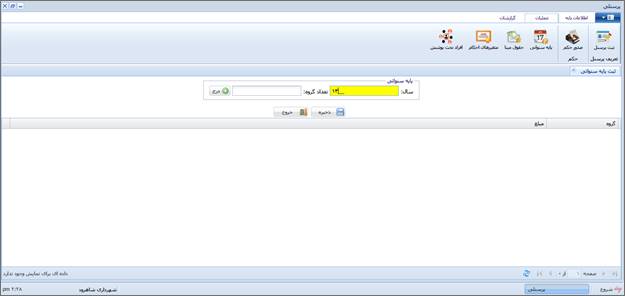 پرسنلی
اطلاعات پایه عملیات گزارشات
ثبت پرسنل صدور حکم پایه سنواتی حقوق مبنا متغیرهای احکام افراد تحت پوشش
تعریف پرسنل حکم
ثبت پایه سنواتی
پایه سنواتی
سال: ۱۳__ تعداد گروه: درج
ذخیره خروج
گروه مبلغ
صفحه ۱ از ۰ داده ای برای نمایش وجود ندارد
شروع پرسنلی شهرداری شاهرود ۲:۲۸ pm